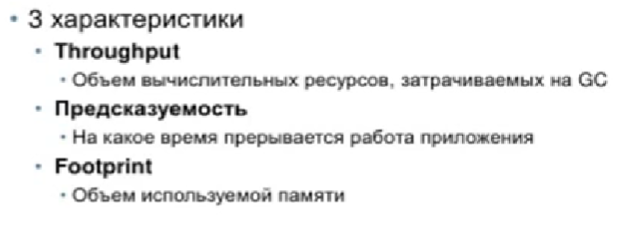 3 характеристики
Throughput
Объем вычислительных ресурсов, затрачиваемых на GC
Предсказуемость
На какое время прерывается работа приложения
Footprint
Объем используемой памяти